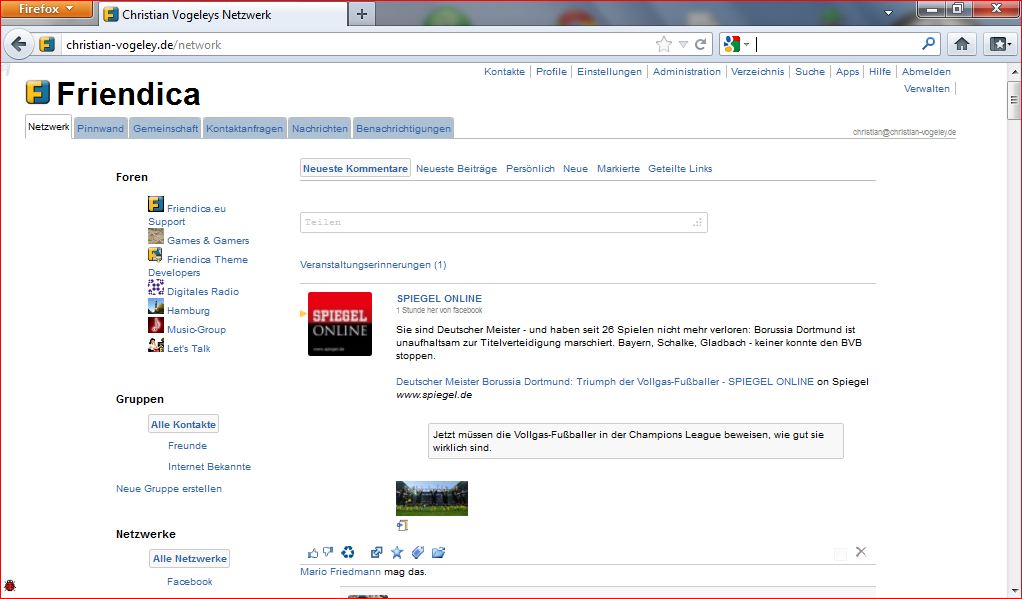 Firefox
Christian Vogeleys Netzwerk
christian-vogeley.de/network
Kontakte Profile Einstellungen Administration Verzeichnis Suche Apps Hilfe Abmelden
Verwalten
Friendica
Netzwerk Pinnwand Gemeinschaft Kontaktanfragen Nachrichten Benachrichtigungen
christian@christian-vogeley.de
Foren
Friendica.eu
Support
Games & Gamers
Friendica Theme
Developers
Digitales Radio
Hamburg
Music-Group
Let's Talk
Gruppen
Alle Kontakte
Freunde
Internet Bekannte
Neue Gruppe erstellen
Netzwerke
Alle Netzwerke
Facebook
Neueste Kommentare Neueste Beiträge Persönlich Neue Markierte Geteilte Links
Teilen
Veranstaltungserinnerungen (1)
SPIEGEL
ONLINE
www.spiegel.de
SPIEGEL ONLINE
1 Stunde her von facebook
Sie sind Deutscher Meister - und haben seit 26 Spielen nicht mehr verloren: Borussia Dortmund ist
unaufhaltsam zur Titelverteidigung marschiert. Bayern, Schalke, Gladbach - keiner konnte den BVB
stoppen.
Deutscher Meister Borussia Dortmund: Triumph der Vollgas-Fußballer - SPIEGEL ONLINE on Spiegel
www.spiegel.de
Jetzt müssen die Vollgas-Fußballer in der Champions League beweisen, wie gut sie
wirklich sind.
Mario Friedmann mag das.